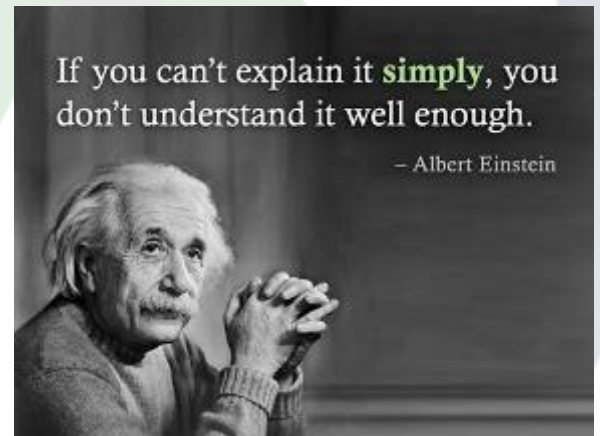 If you can't explain it simply, you
don't understand it well enough.
– Albert Einstein